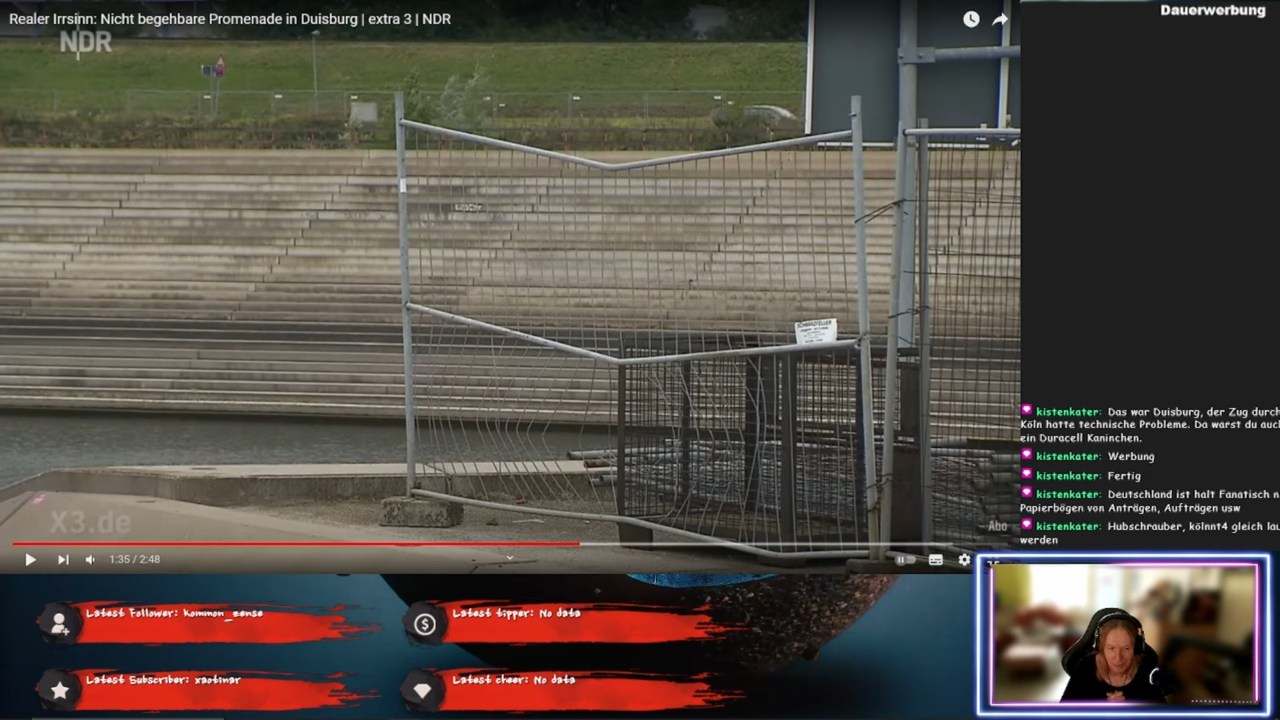 Realer Irrsinn: Nicht begehbare Promenade in Duisburg | extra 3 | NDR
NDR
Dauerwerbung
X3.de
Abo
1:35 / 2:48
kistenkater: Das war Duisburg, der Zug durch
Köln hatte technische Probleme. Da warst du auch
ein Duracell Kaninchen.
kistenkater: Werbung
kistenkater: Fertig
kistenkater: Deutschland ist halt Fanatisch n
Papierbögen von Anträgen, Aufträgen usw
kistenkater: Hubschrauber, kölnnt4 gleich la
werden
Latest Follower: Kommon_zense
Latest tipper: No data
Latest Subscriber: xaotinar
Latest cheer: No data